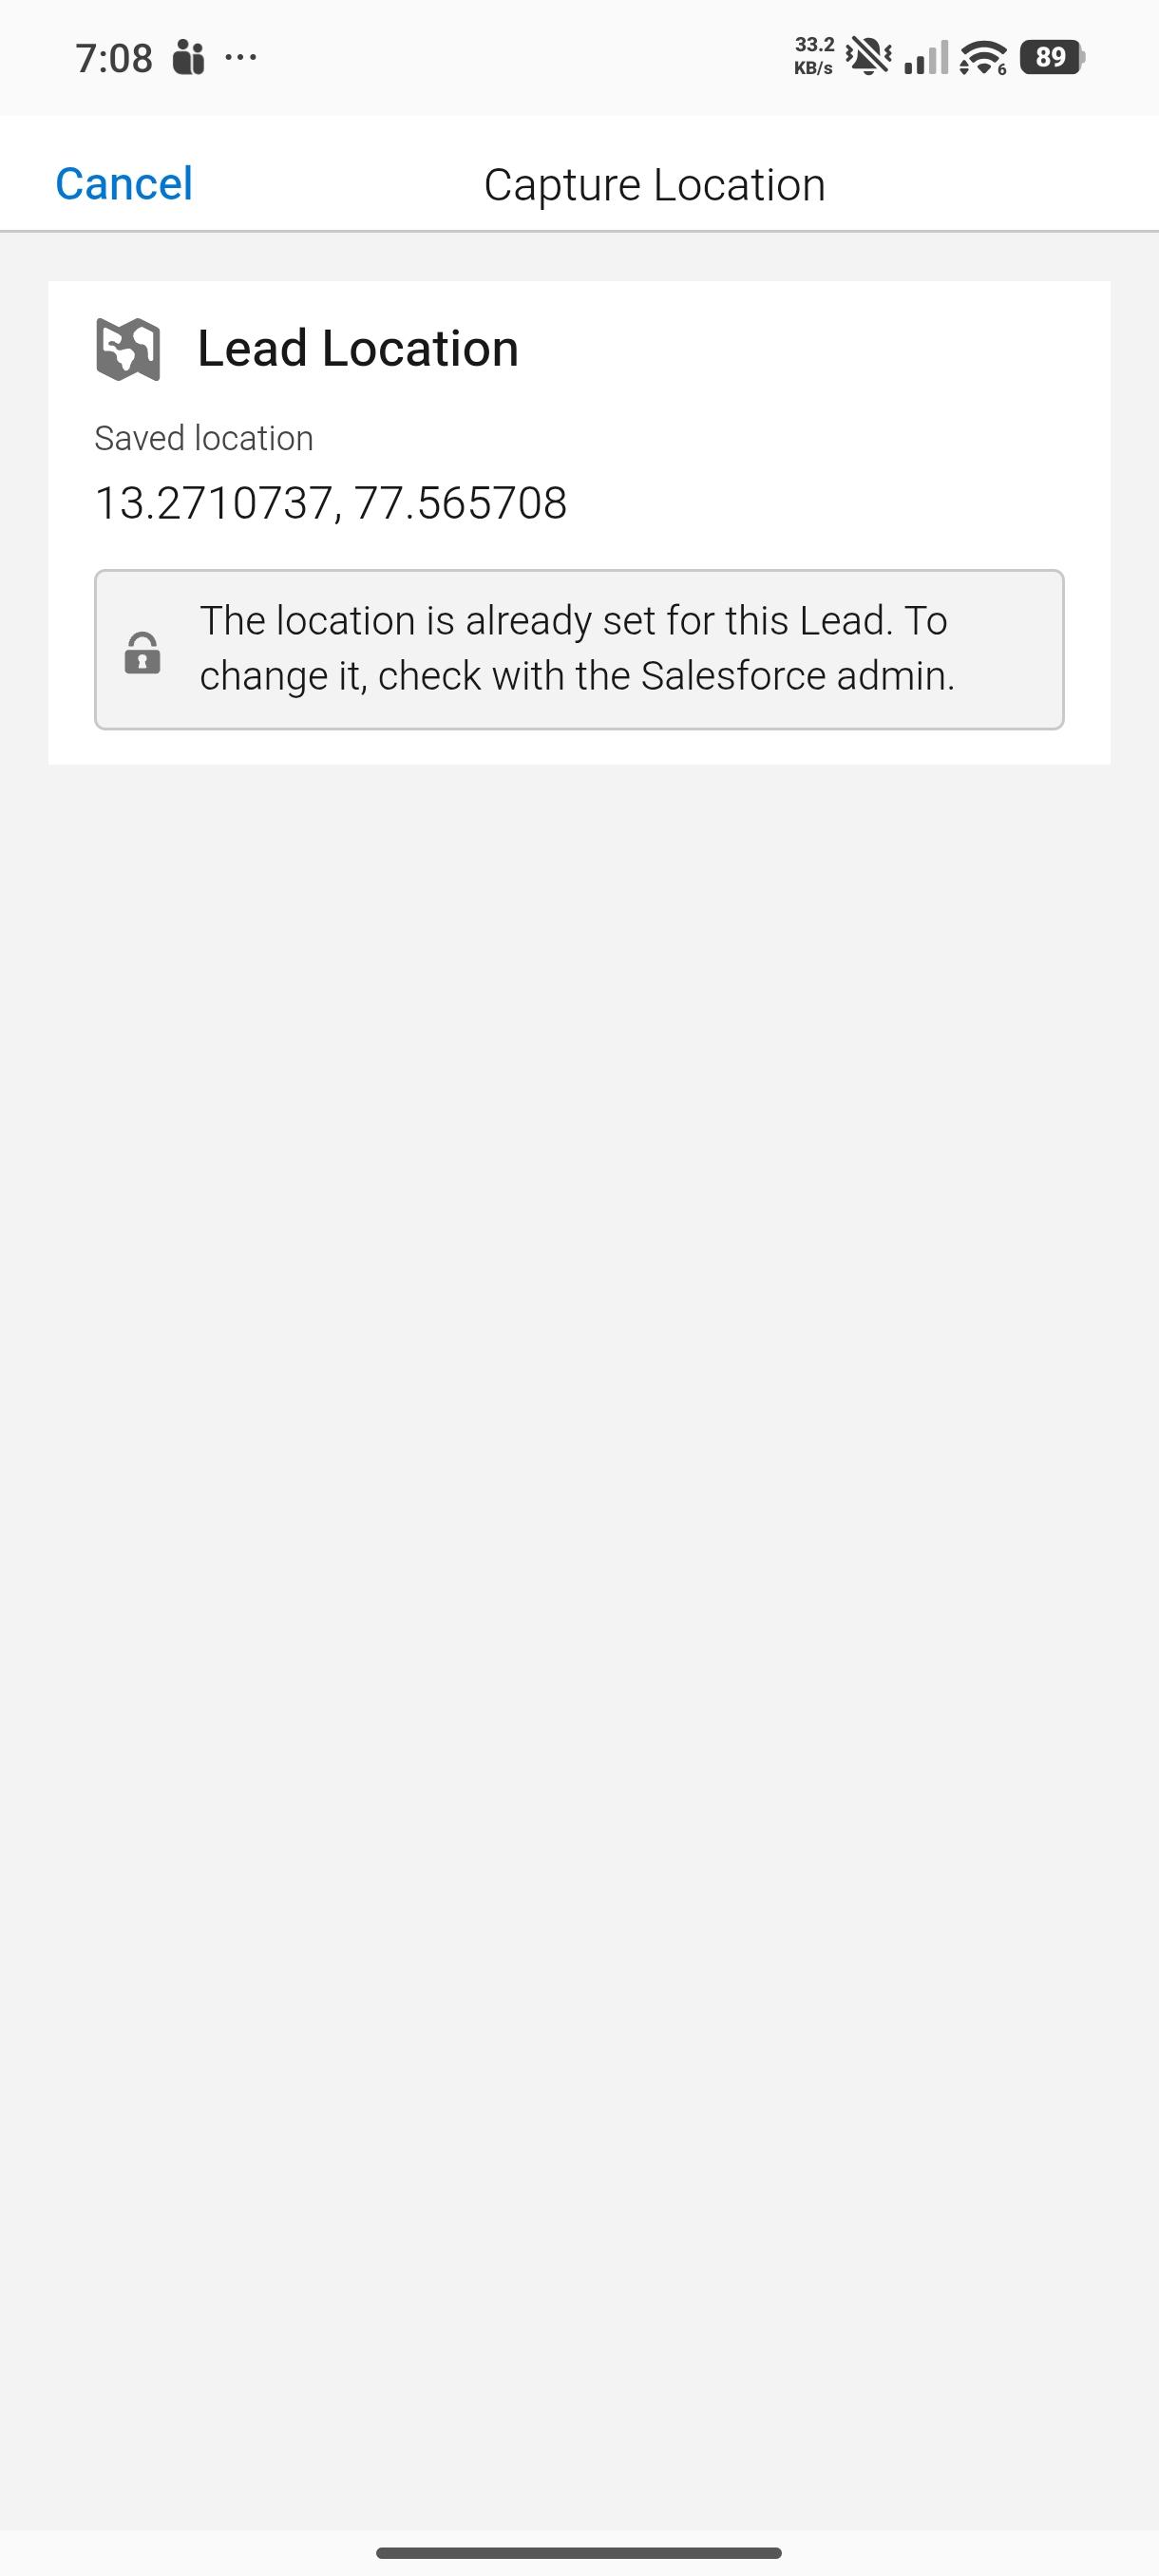 7:08
33.2
KB/s
6
89
Cancel
Capture Location
Lead Location
Saved location
13.2710737, 77.565708
The location is already set for this Lead. To
change it, check with the Salesforce admin.